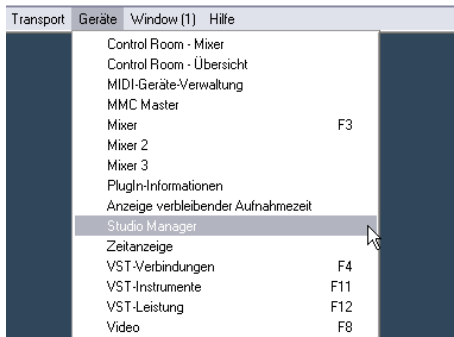 Transport Geräte Window (1) Hilfe
Control Room - Mixer
Control Room - Übersicht
MIDI-Geräte-Verwaltung
MMC Master
Mixer F3
Mixer 2
Mixer 3
PlugIn-Informationen
Anzeige verbleibender Aufnahmezeit
Studio Manager
Zeitanzeige
VST-Verbindungen F4
VST-Instrumente F11
VST-Leistung F12
Video F8